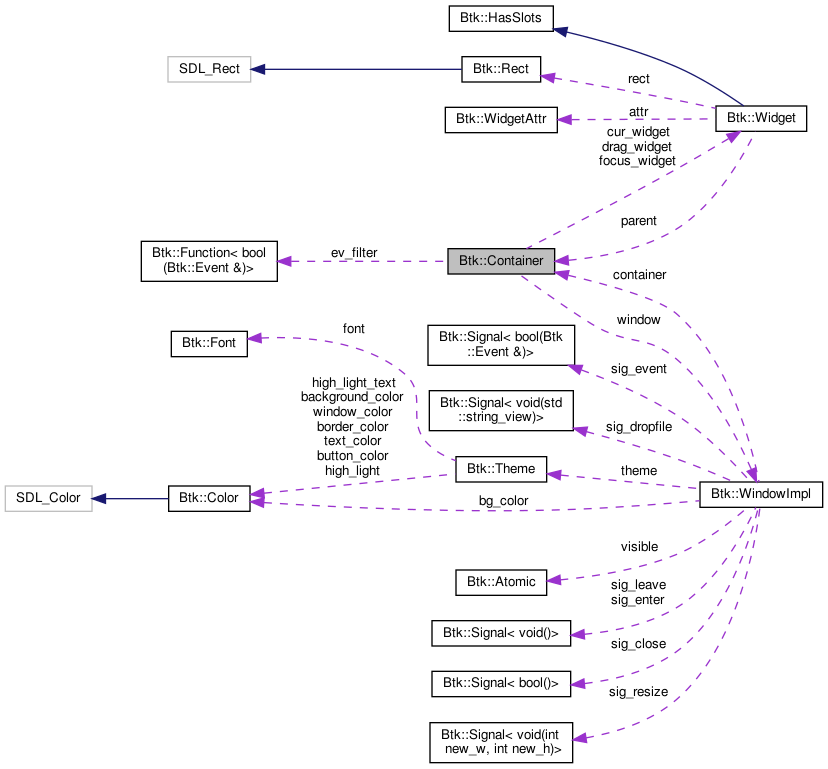 Btk::HasSlots
SDL_Rect
Btk::Rect
rect
Btk::WidgetAttr
attr
Btk::Widget
cur_widget
drag_widget
focus_widget
parent
Btk::Function< bool
(Btk::Event &)>
ev_filter
Btk::Container
container
window
Btk::Font
font
Btk::Signal< bool(Btk
::Event &)>
sig_event
Btk::Signal< void(std
::string_view)>
sig_dropfile
high_light_text
background_color
window_color
border_color
text_color
button_color
high_light
Btk::Theme
theme
SDL_Color
Btk::Color
bg_color
Btk::WindowImpl
Btk::Atomic
visible
sig_leave
sig_enter
Btk::Signal< void()>
sig_close
Btk::Signal< bool()>
sig_resize
Btk::Signal< void(int
new_w, int new_h)>